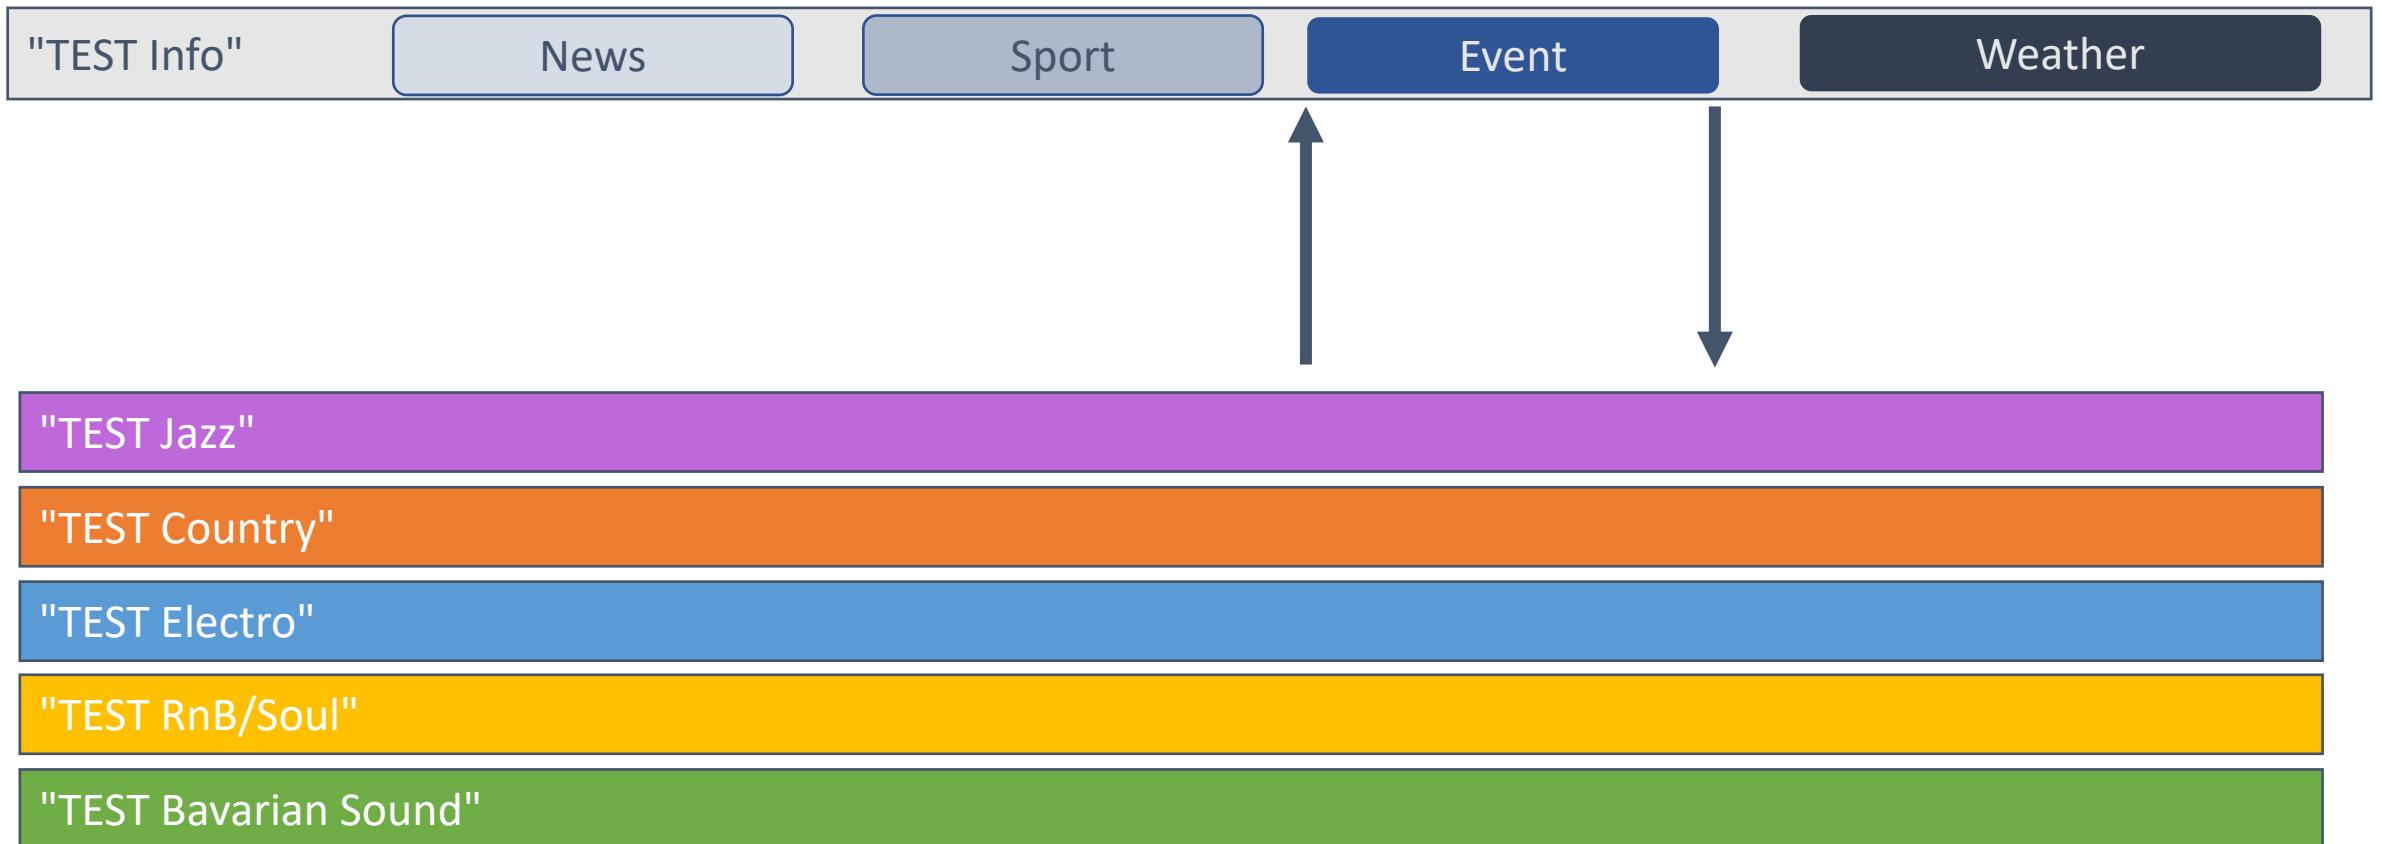 "TEST Info" News Sport Event Weather
"TEST Jazz"
"TEST Country"
"TEST Electro"
"TEST RnB/Soul"
"TEST Bavarian Sound"